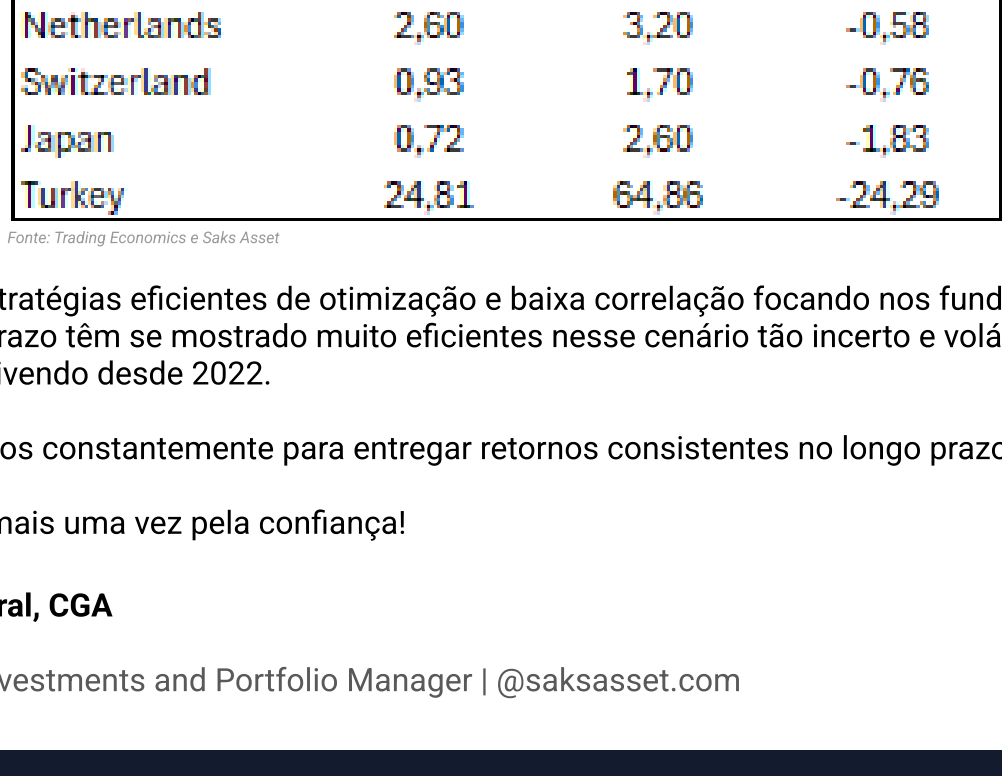 Netherlands 2,60 3,20 -0,58
Switzerland 0,93 1,70 -0,76
Japan 0,72 2,60 -1,83
Turkey 24,81 64,86 -24,29
Fonte: Trading Economics e Saks Asset
tratégias eficientes de otimização e baixa correlação focando nos fund
razo têm se mostrado muito eficientes nesse cenário tão incerto e volá
ivendo desde 2022.
os constantemente para entregar retornos consistentes no longo prazo
mais uma vez pela confiança!
ral, CGA
vestments and Portfolio Manager | @saksasset.com